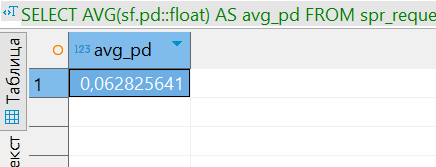 SELECT AVG(sf.pd::float) AS avg_pd FROM spr_reque
123 avg_pd
1 0,062825641
Таблица
екст